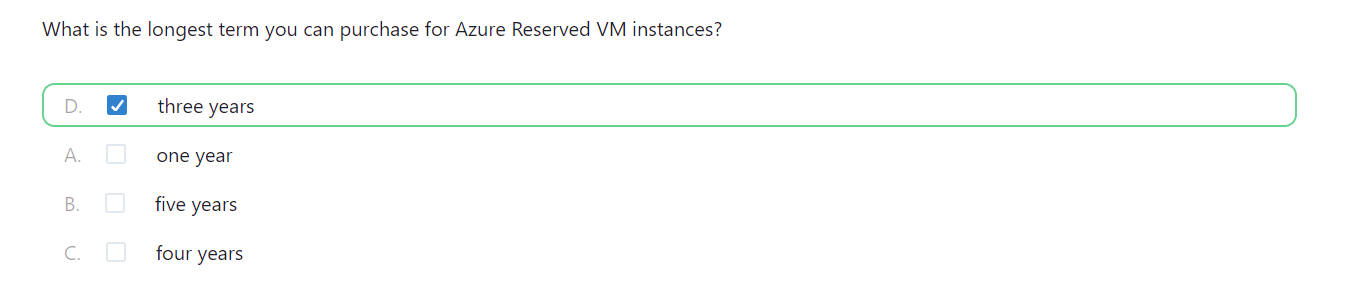 What is the longest term you can purchase for Azure Reserved VM instances?
D. three years
A. one year
B. five years
C. four years